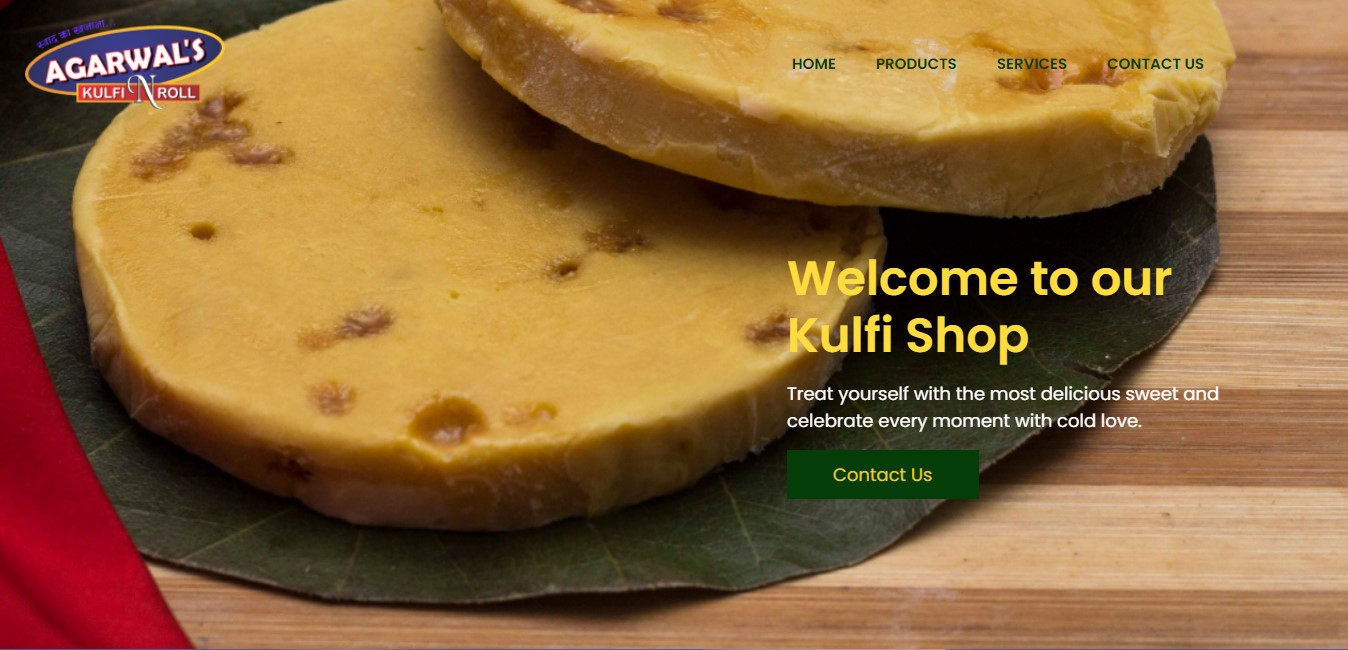 स्वाद का खजाना...
AGARWAL'S
KULFI N ROLL
HOME PRODUCTS SERVICES CONTACT US
Welcome to our
Kulfi Shop
Treat yourself with the most delicious sweet and
celebrate every moment with cold love.
Contact Us